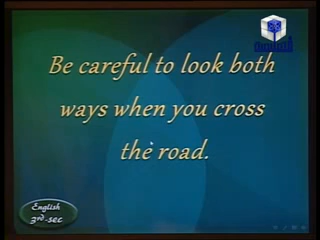 Be careful to look both
ways when you cross
the road.
English
3rd-sec